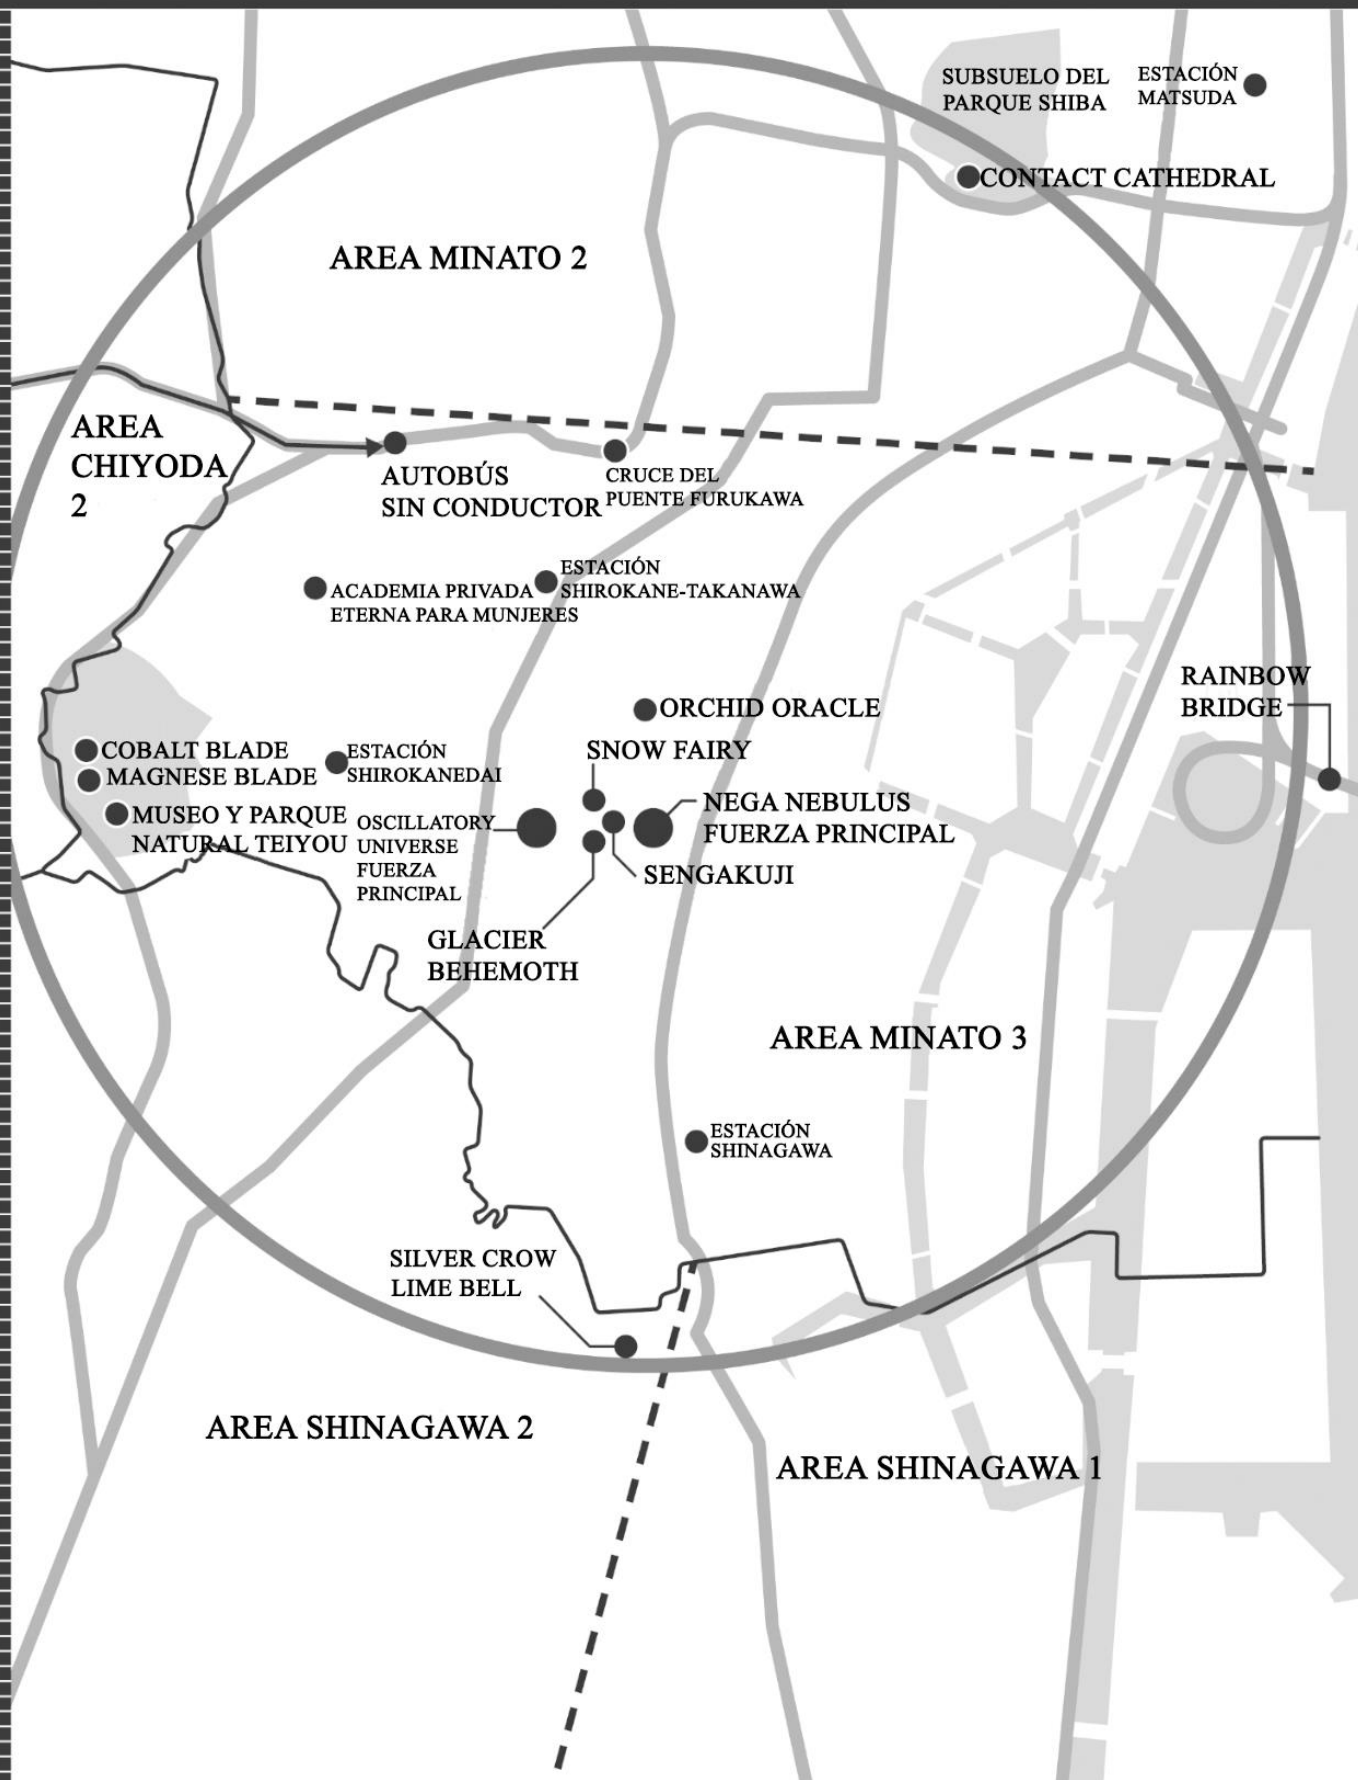 SUBSUELO DEL
PARQUE SHIBA
ESTACIÓN
MATSUDA
CONTACT CATHEDRAL
AREA MINATO 2
AREA
CHIYODA
2
AUTOBÚS
SIN CONDUCTOR
CRUCE DEL
PUENTE FURUKAWA
ACADEMIA PRIVADA
ETERNA PARA MUNJERES
ESTACIÓN
SHIROKANE-TAKANAWA
RAINBOW
BRIDGE
ORCHID ORACLE
SNOW FAIRY
COBALT BLADE
MAGNESE BLADE
ESTACIÓN
SHIROKANEDAI
MUSEO Y PARQUE
NATURAL TEIYOU
OSCILLATORY
UNIVERSE
FUERZA
PRINCIPAL
NEGA NEBULUS
FUERZA PRINCIPAL
SENGAKUJI
GLACIER
BEHEMOTH
AREA MINATO 3
ESTACIÓN
SHINAGAWA
SILVER CROW
LIME BELL
AREA SHINAGAWA 2
AREA SHINAGAWA 1